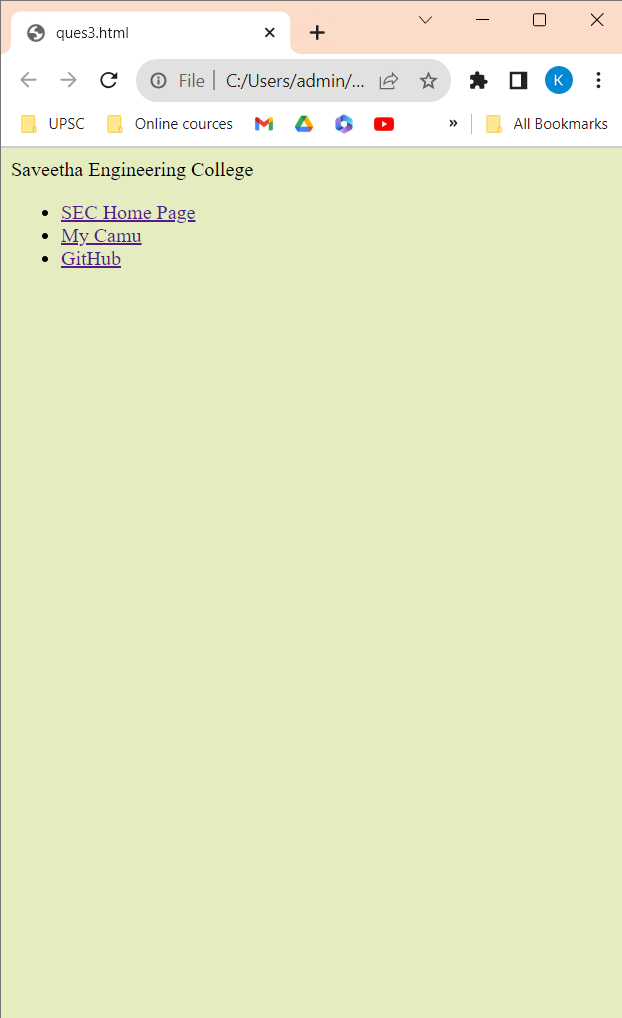 ques3.html
File | C:/Users/admin/...
UPSC Online cources » All Bookmarks
K
Saveetha Engineering College
• SEC Home Page
• My Camu
• GitHub